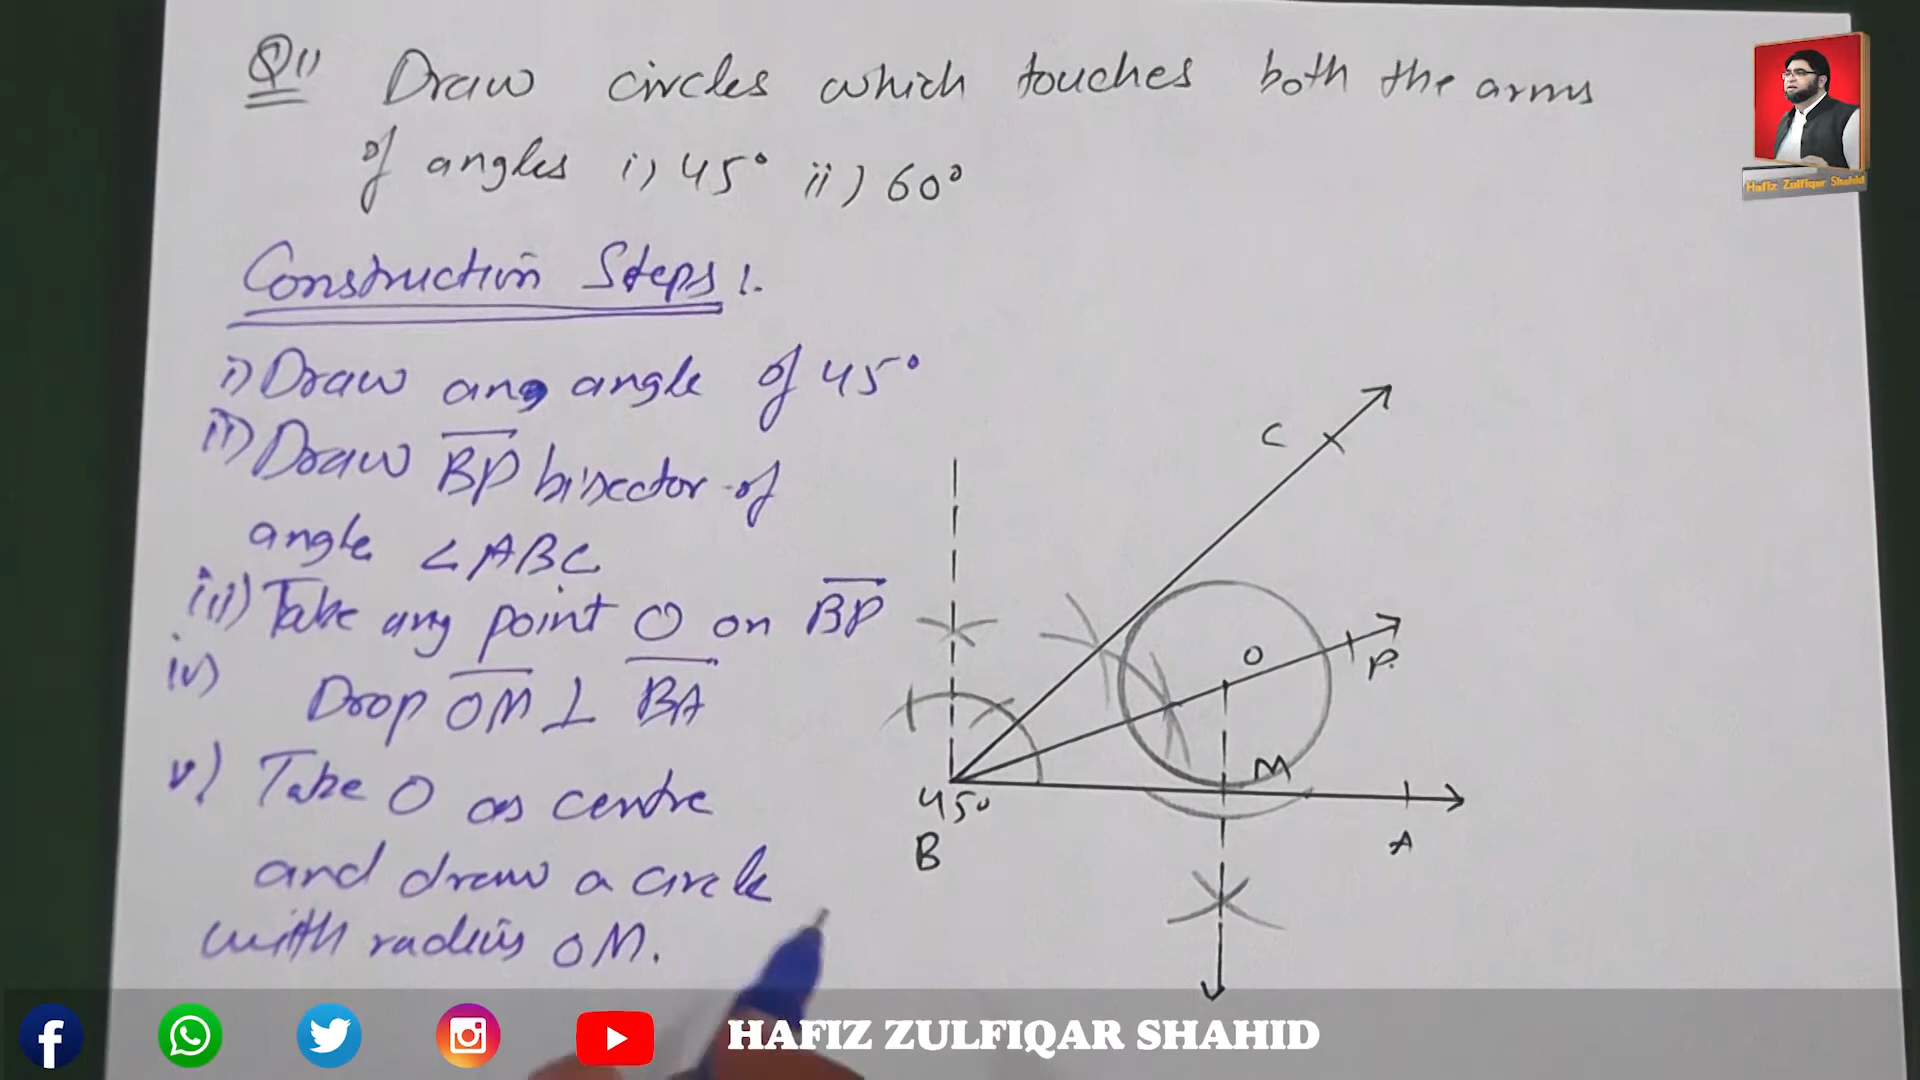 Q11 Draw circles which touches both the arms
of angles i) 45° ii) 60°
Construction Steps:
i) Draw ang angle of 45°
ii) Draw BP bisector of
angle ∠ABC
iii) Take any point O on BP
iv) Drop OM ⊥ BA
v) Take O as centre
and draw a circle
with radius OM.
C
O
P
M
45°
B
A
Hafiz Zulfiqar Shahid
HAFIZ ZULFIQAR SHAHID